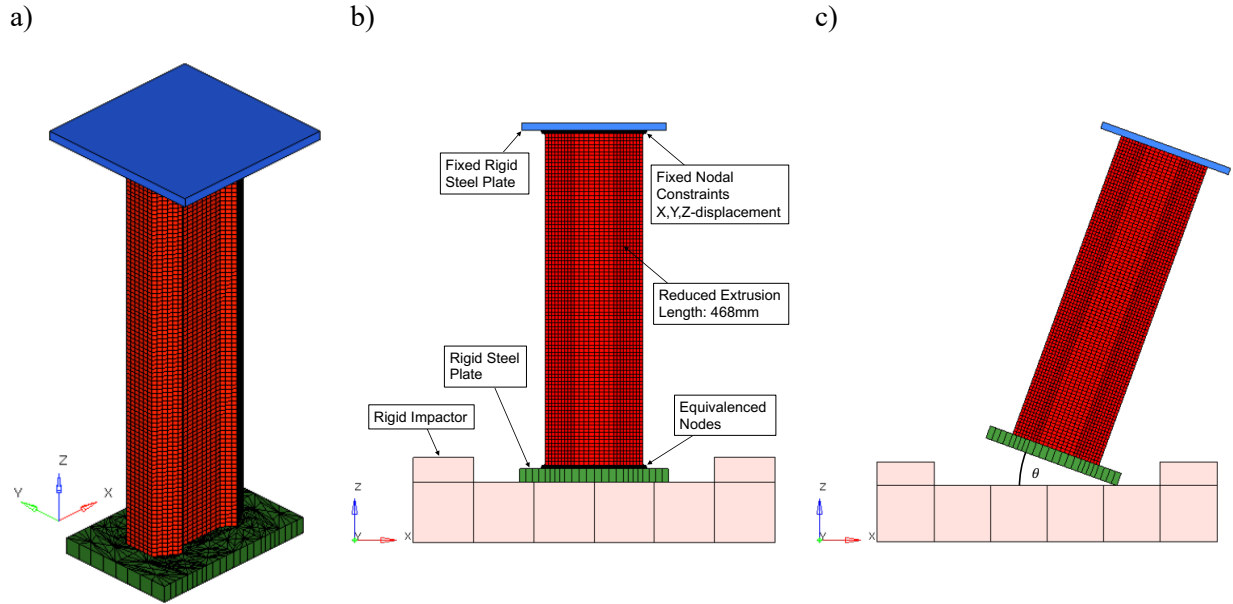 a)
b)
c)
Fixed Rigid
Steel Plate
Fixed Nodal
Constraints
X,Y,Z-displacement
Reduced Extrusion
Length: 468mm
Rigid Steel
Plate
Rigid Impactor
Equivalenced
Nodes
θ
Z
Y
X
Z
Y
X
Z
Y
X